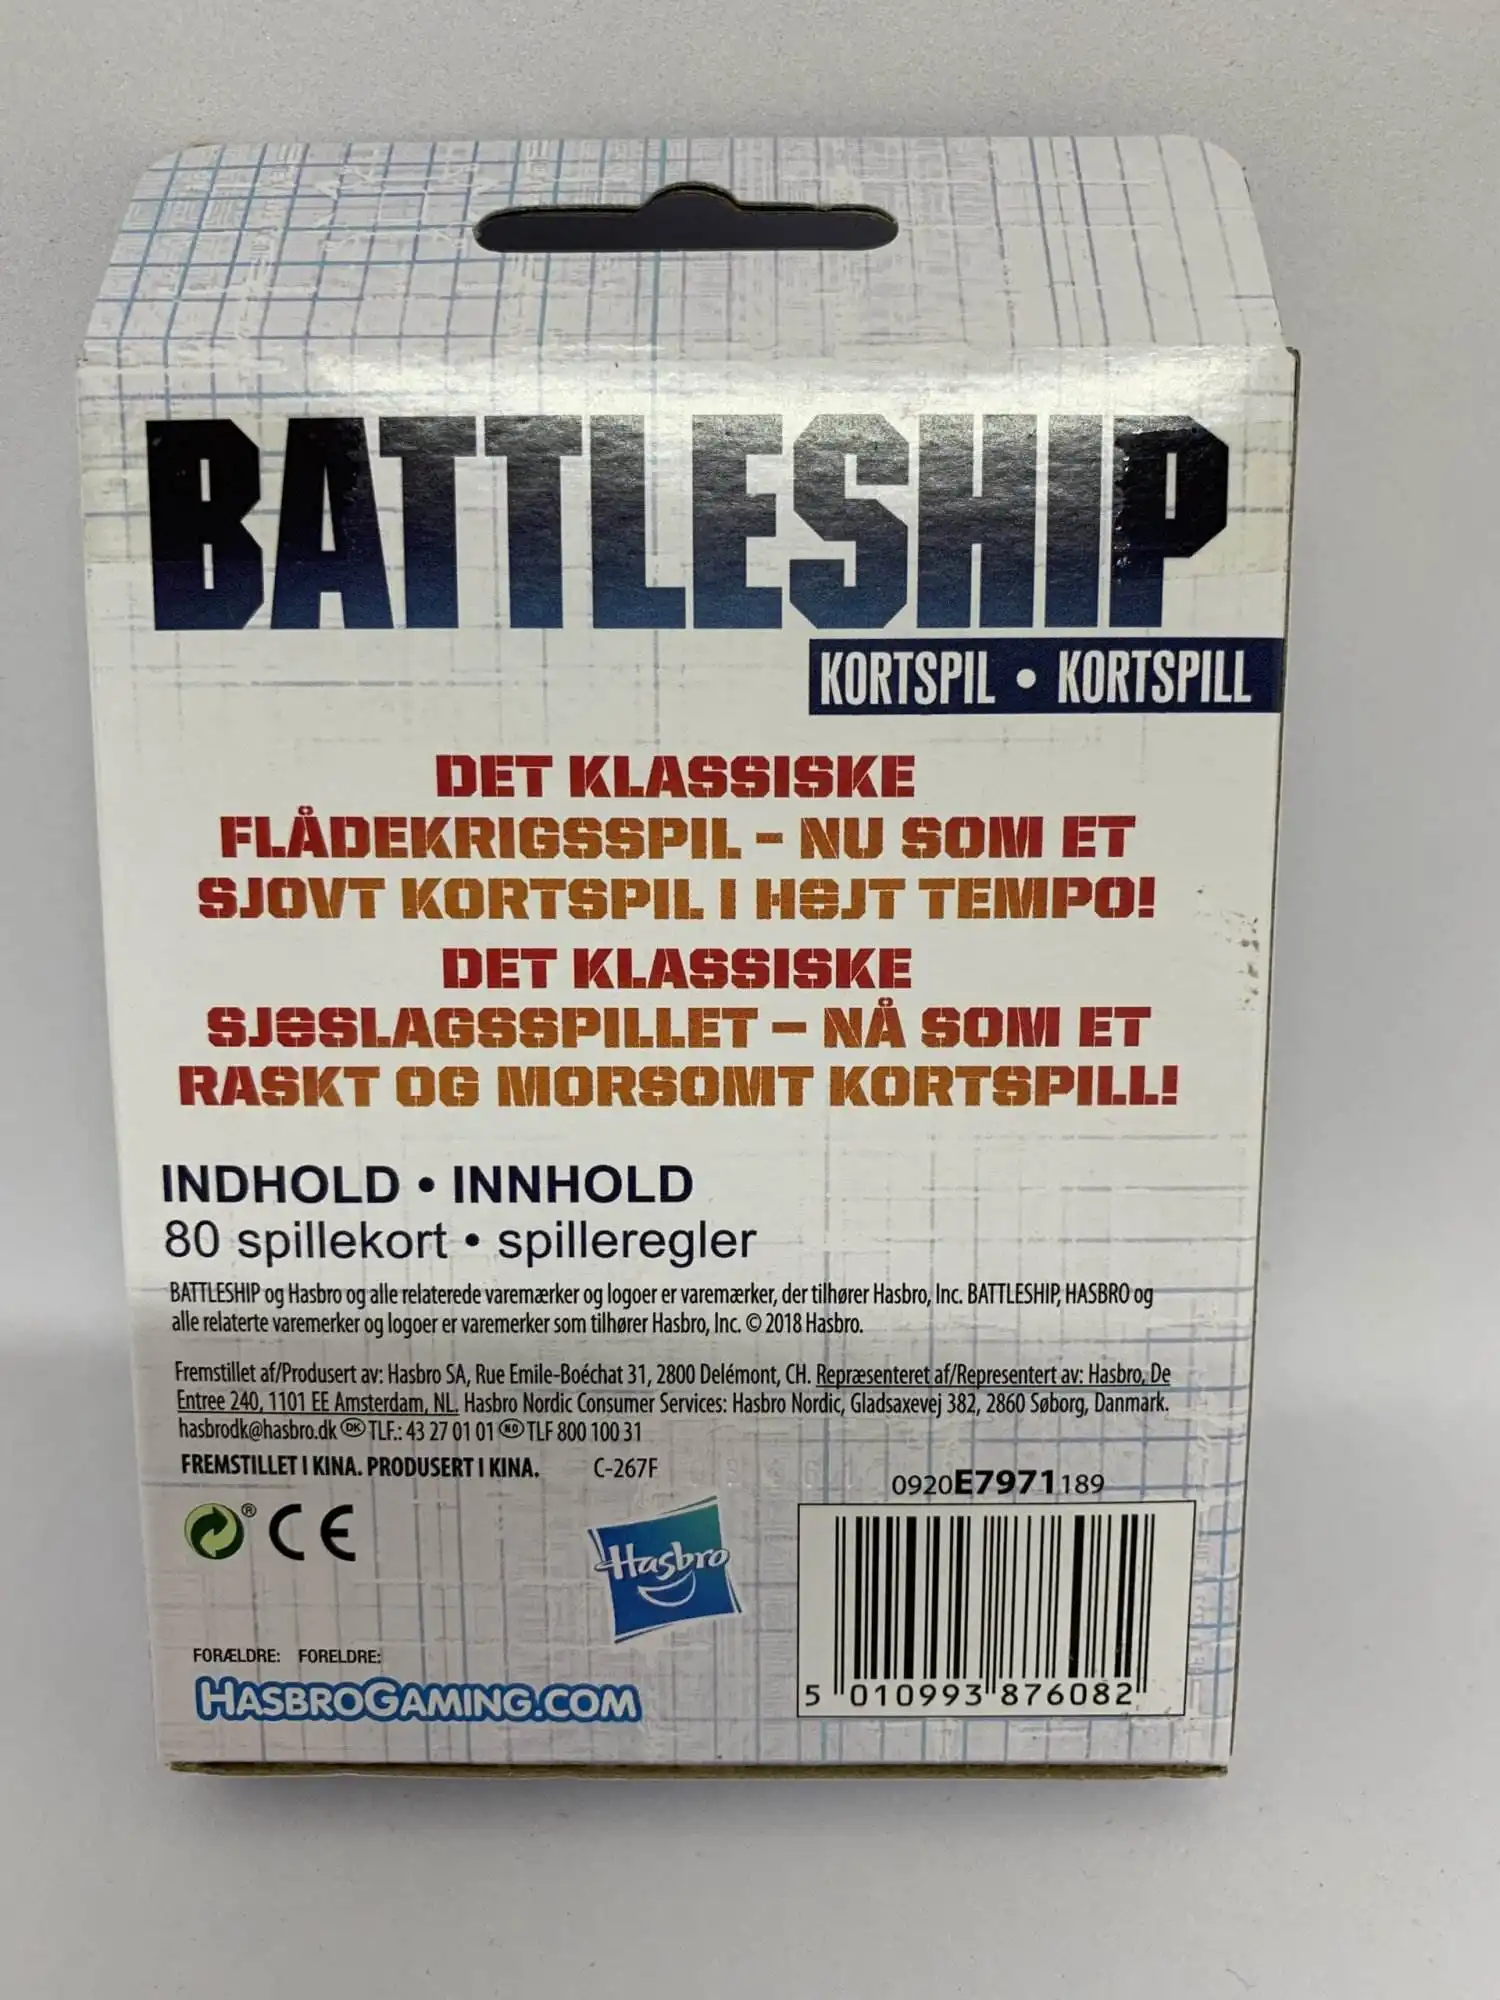 BATTLESHIP
KORTSPIL • KORTSPILL
DET KLASSISKE
FLÅDEKRIGSSPIL – NU SOM ET
SJOVT KORTSPIL I HØJT TEMPO!
DET KLASSISKE
SJØSLAGSSPILLET – NÅ SOM ET
RASKT OG MORSOMT KORTSPILL!
INDHOLD • INNHOLD
80 spillekort • spilleregler
BATTLESHIP og Hasbro og alle relaterede varemærker og logoer er varemærker, der tilhører Hasbro, Inc. BATTLESHIP, HASBRO og
alle relaterte varemerker og logoer er varemerker som tilhører Hasbro, Inc. © 2018 Hasbro.
Fremstillet af/Produsert av: Hasbro SA, Rue Emile-Boéchat 31, 2800 Delémont, CH. Repræsenteret af/Representert av: Hasbro, De
Entree 240, 1101 EE Amsterdam, NL. Hasbro Nordic Consumer Services: Hasbro Nordic, Gladsaxevej 382, 2860 Søborg, Danmark.
hasbrodk@hasbro.dk DK TLF.: 43 27 01 01 NO TLF 800 100 31
FREMSTILLET I KINA. PRODUSERT I KINA. C-267F
0920E7971189
® CE
Hasbro
5 010993 876082
FORÆLDRE: FORELDRE:
HASBROGAMING.COM